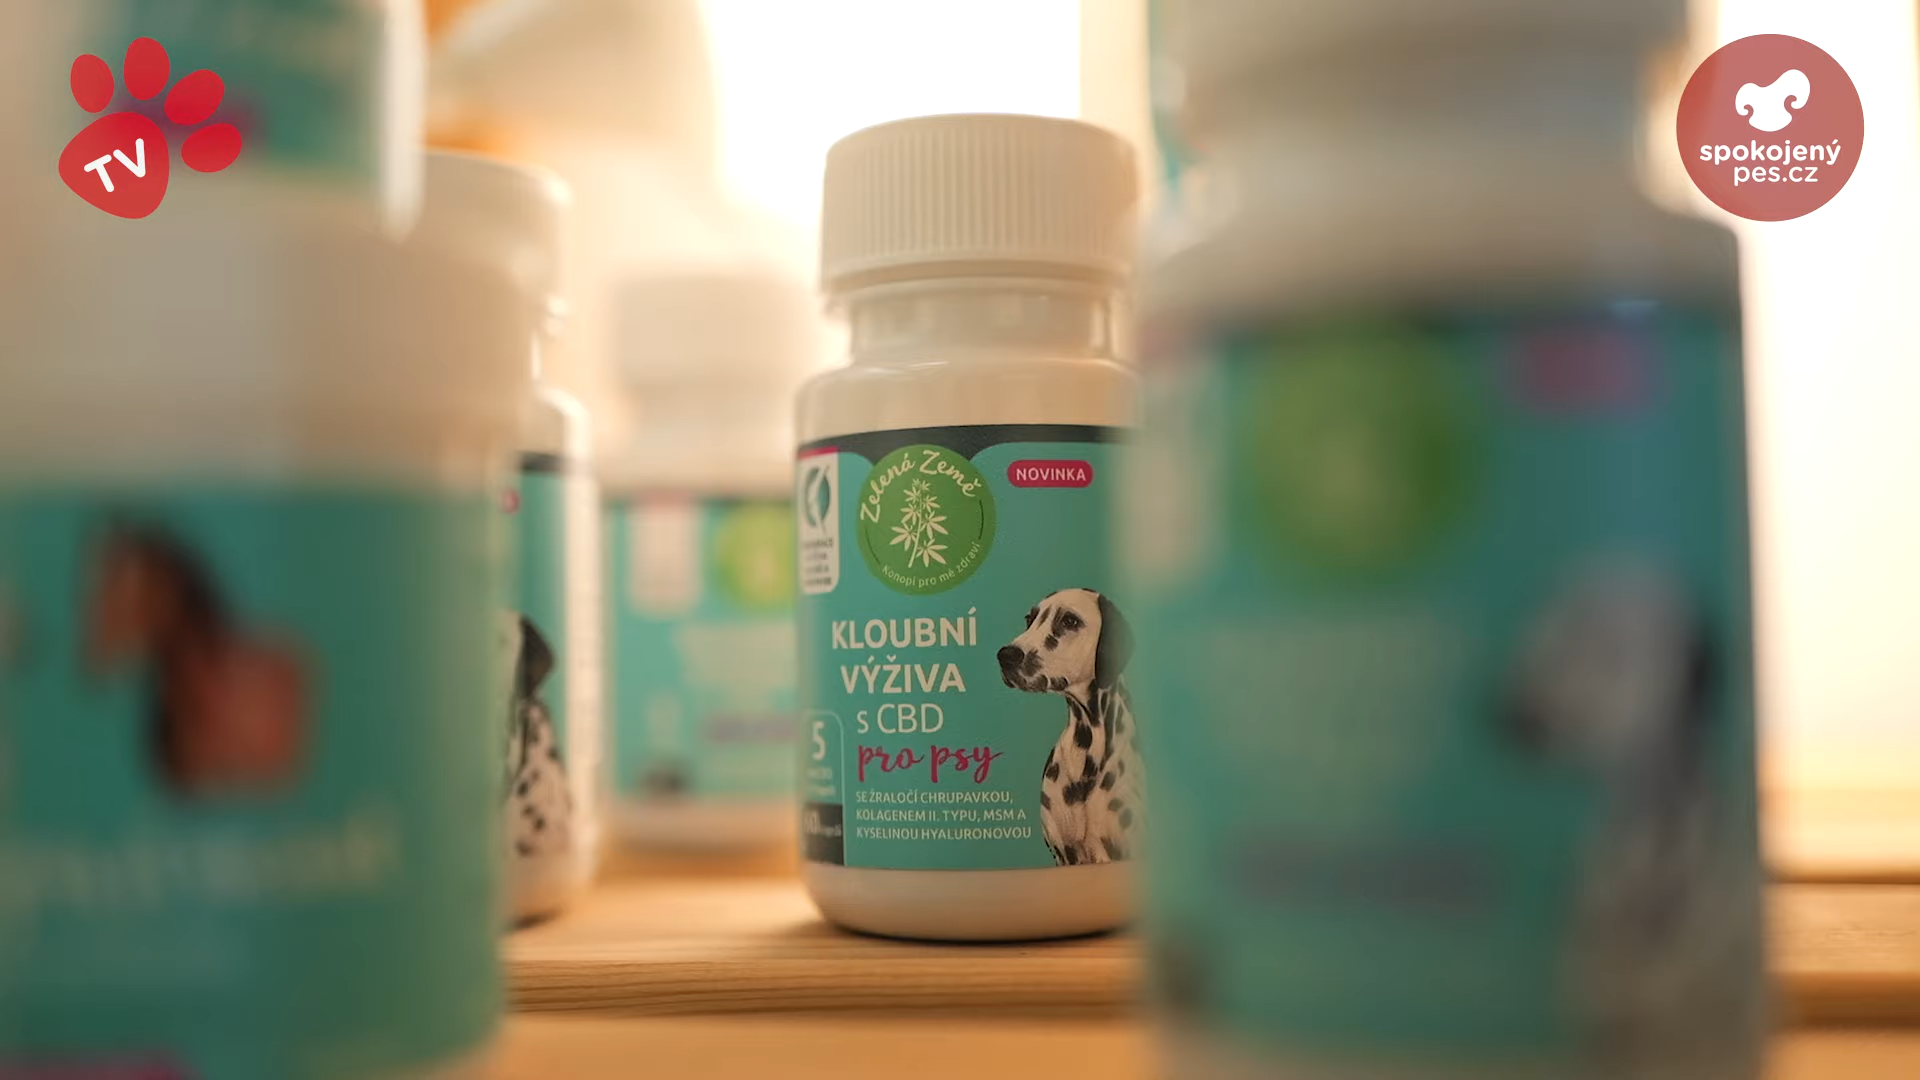 TV
spokojený
pes.cz
Zelená Země
Konopí pro mé zdraví
NOVINKA
KLOUBNÍ
VÝŽIVA
s CBD
pro psy
SE ŽRALOČÍ CHRUPAVKOU,
KOLAGENEM II. TYPU, MSM A
KYSELINOU HYALURONOVOU
5